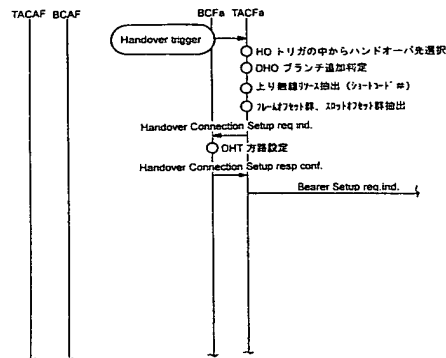 TACAF BCAF BCFa TACFa
Handover trigger
HO トリガの中からハンドオーバ先選択
DHO ブランチ追加判定
上り無線リソース抽出 (ショートコード #)
フレームオフセット群、スロットオフセット群抽出
Handover Connection Setup req.ind.
DHT 方路設定
Handover Connection Setup resp conf.
Bearer Setup req.ind.